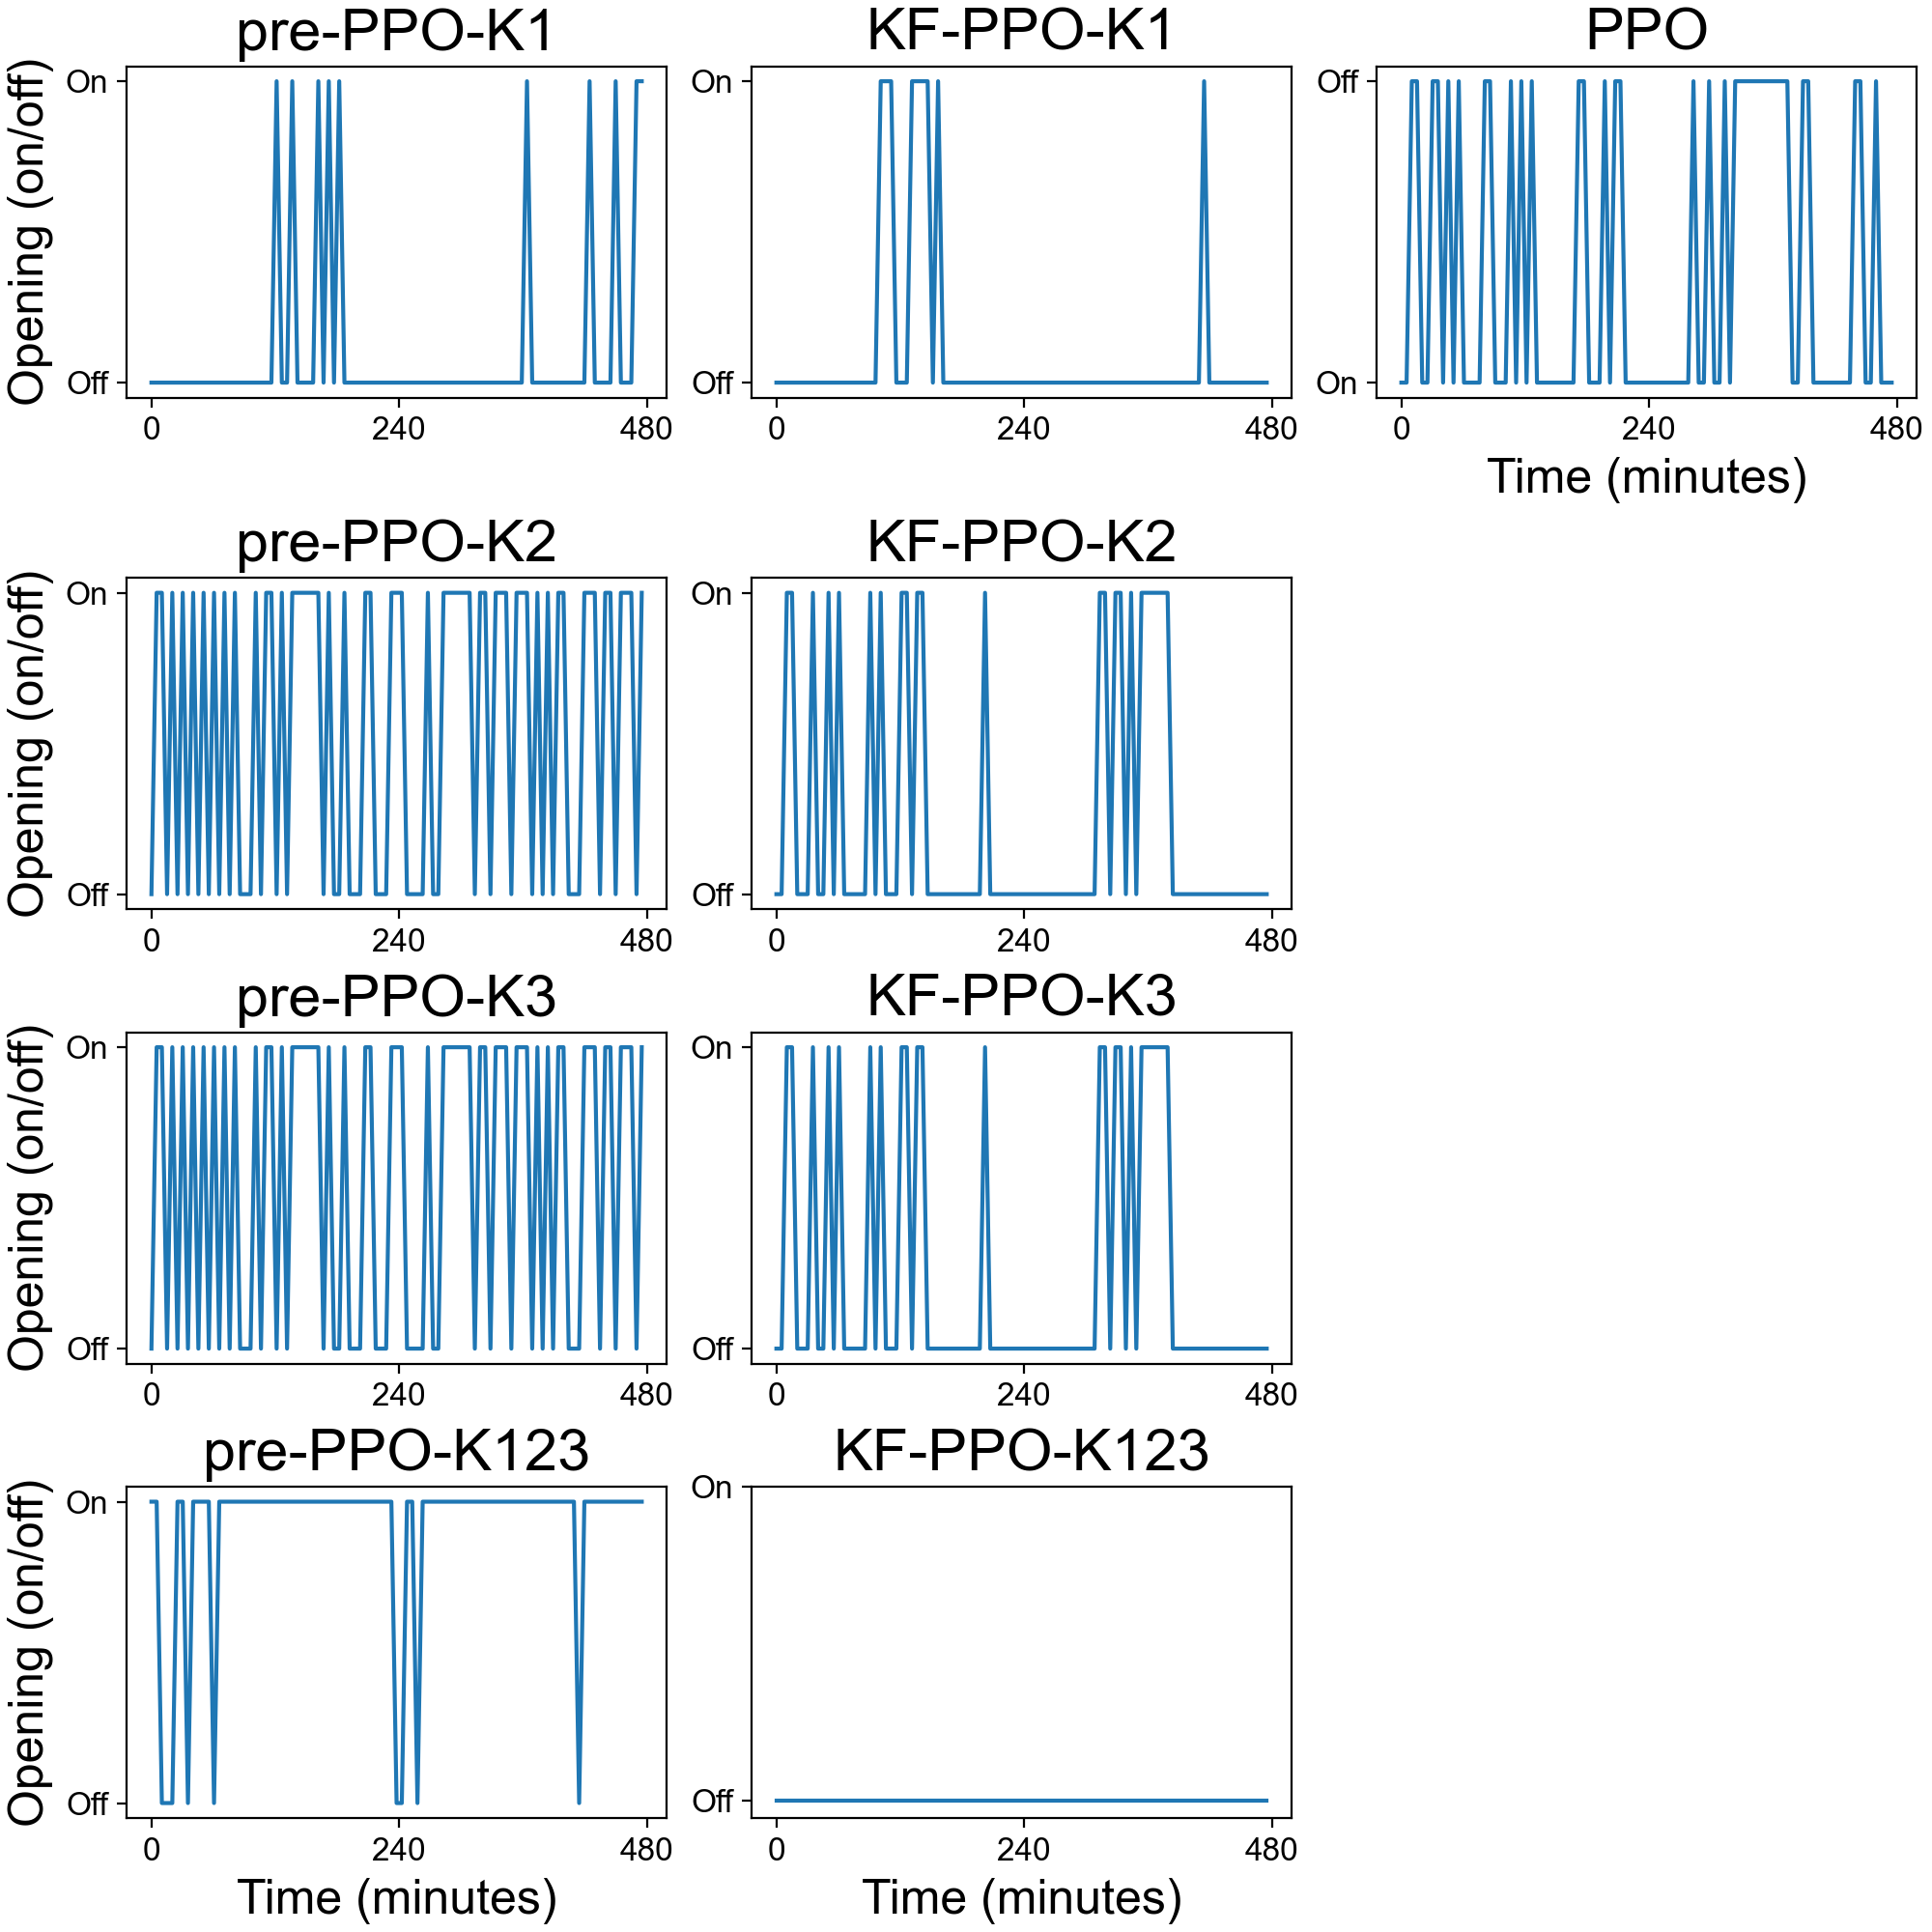 pre-PPO-K1
KF-PPO-K1
PPO
Opening (on/off)
On
Off
0
240
480
On
Off
0
240
480
Off
On
0
240
480
Time (minutes)
pre-PPO-K2
KF-PPO-K2
Opening (on/off)
On
Off
0
240
480
On
Off
0
240
480
pre-PPO-K3
KF-PPO-K3
Opening (on/off)
On
Off
0
240
480
On
Off
0
240
480
pre-PPO-K123
KF-PPO-K123
Opening (on/off)
On
Off
0
240
480
Time (minutes)
On
Off
0
240
480
Time (minutes)